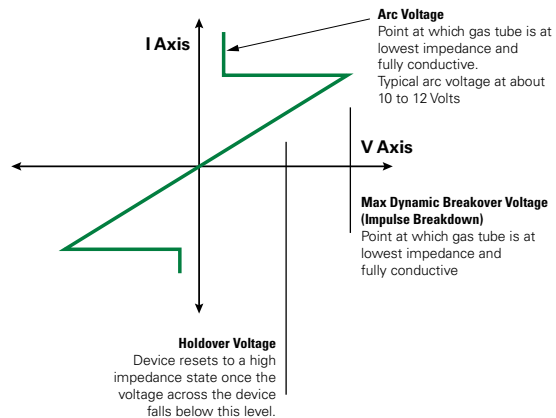 Arc Voltage
Point at which gas tube is at
lowest impedance and
fully conductive.
Typical arc voltage at about
10 to 12 Volts
I Axis
V Axis
Max Dynamic Breakover Voltage
(Impulse Breakdown)
Point at which gas tube is at
lowest impedance and
fully conductive
Holdover Voltage
Device resets to a high
impedance state once the
voltage across the device
falls below this level.